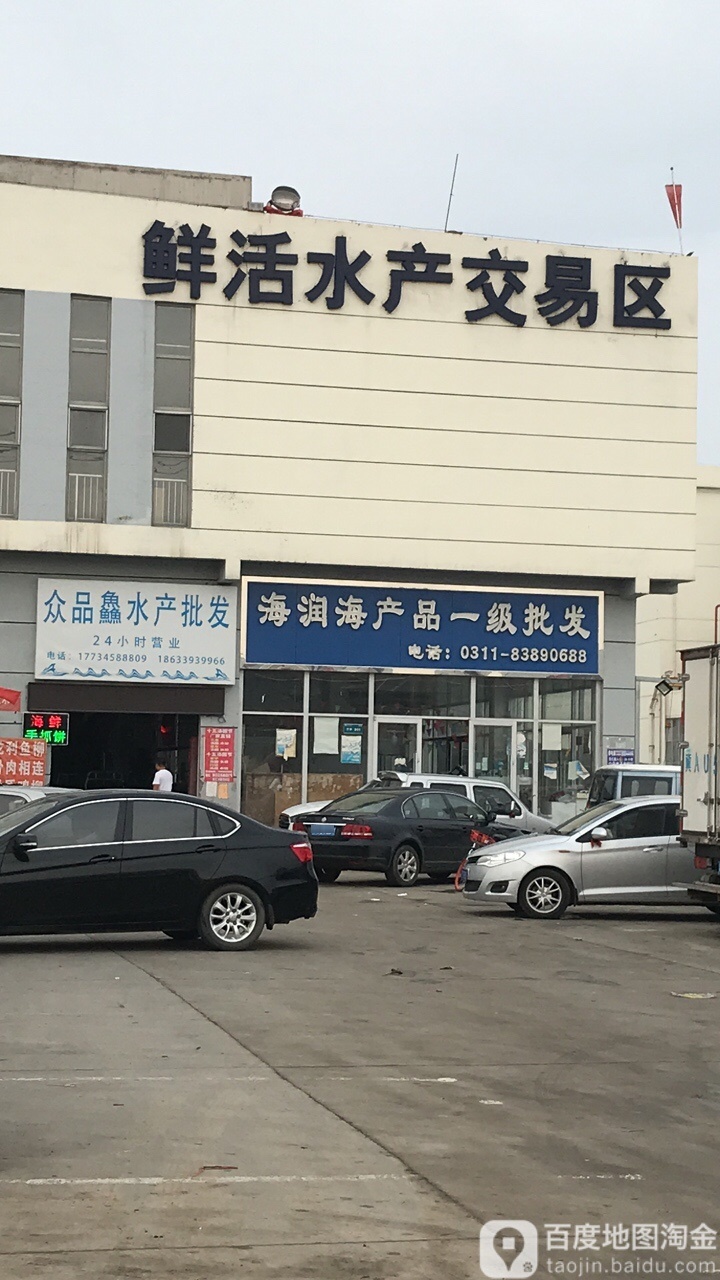 鲜活水产交易区
众品鱻水产批发
24小时营业
电话：17734588809 18633939966
海润海产品一级批发
电话：0311-83890688
海鲜
手抓饼
百度地图淘金
taojin.baidu.com